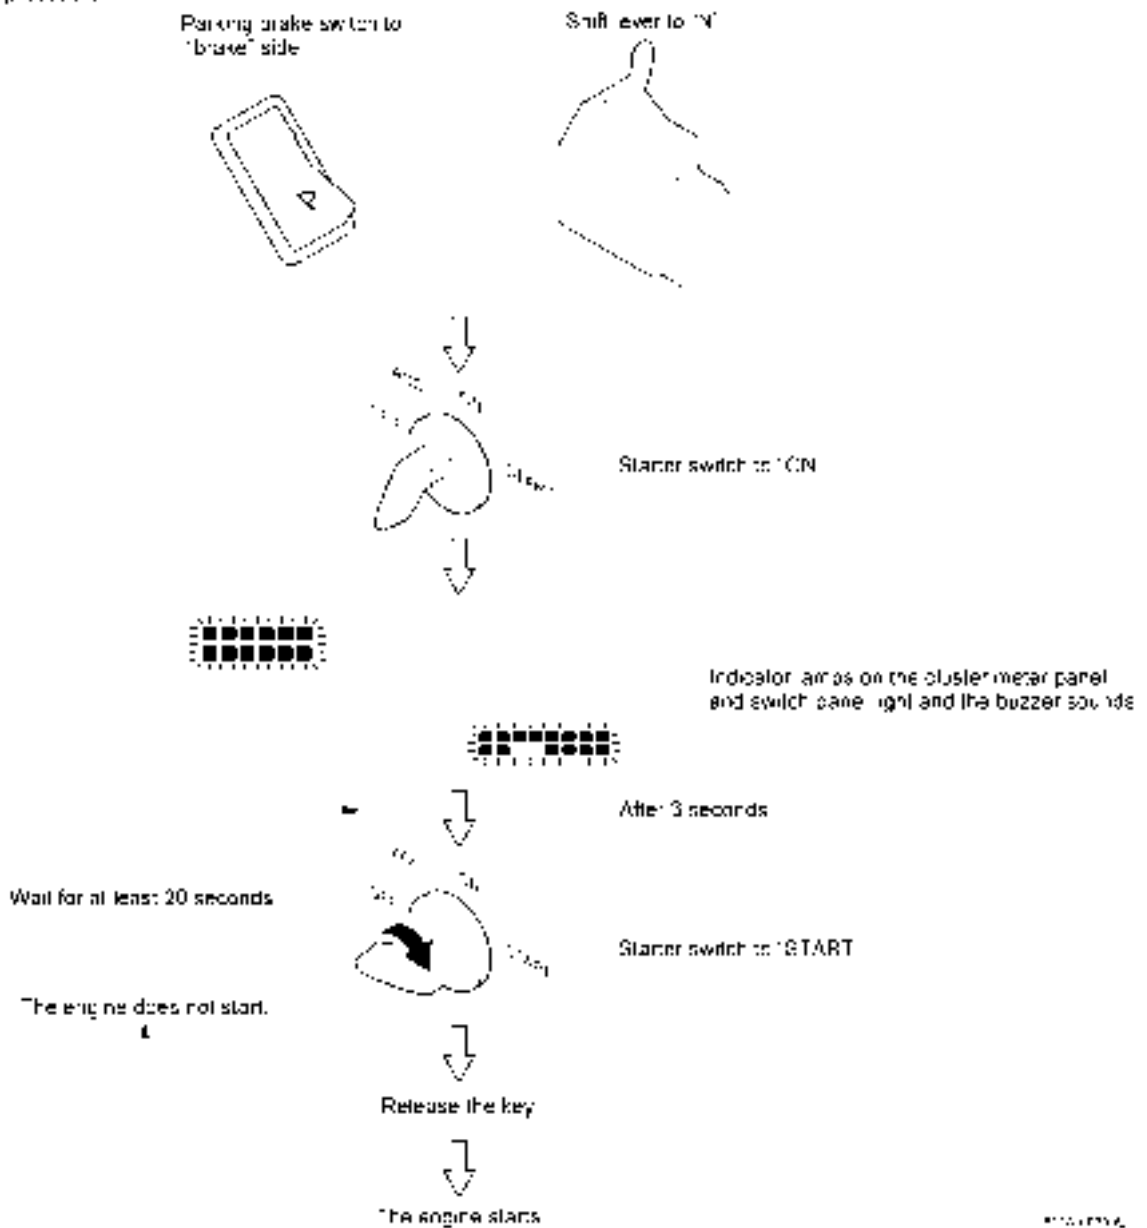 Parking brake switch to
"brake" side
Shift lever to "N"
P
Starter switch to "ON
Indicator lamps on the cluster meter panel
and switch panel light and the buzzer sounds
After 3 seconds
Wait for at least 20 seconds
Starter switch to "START
The engine does not start.
Release the key
The engine starts